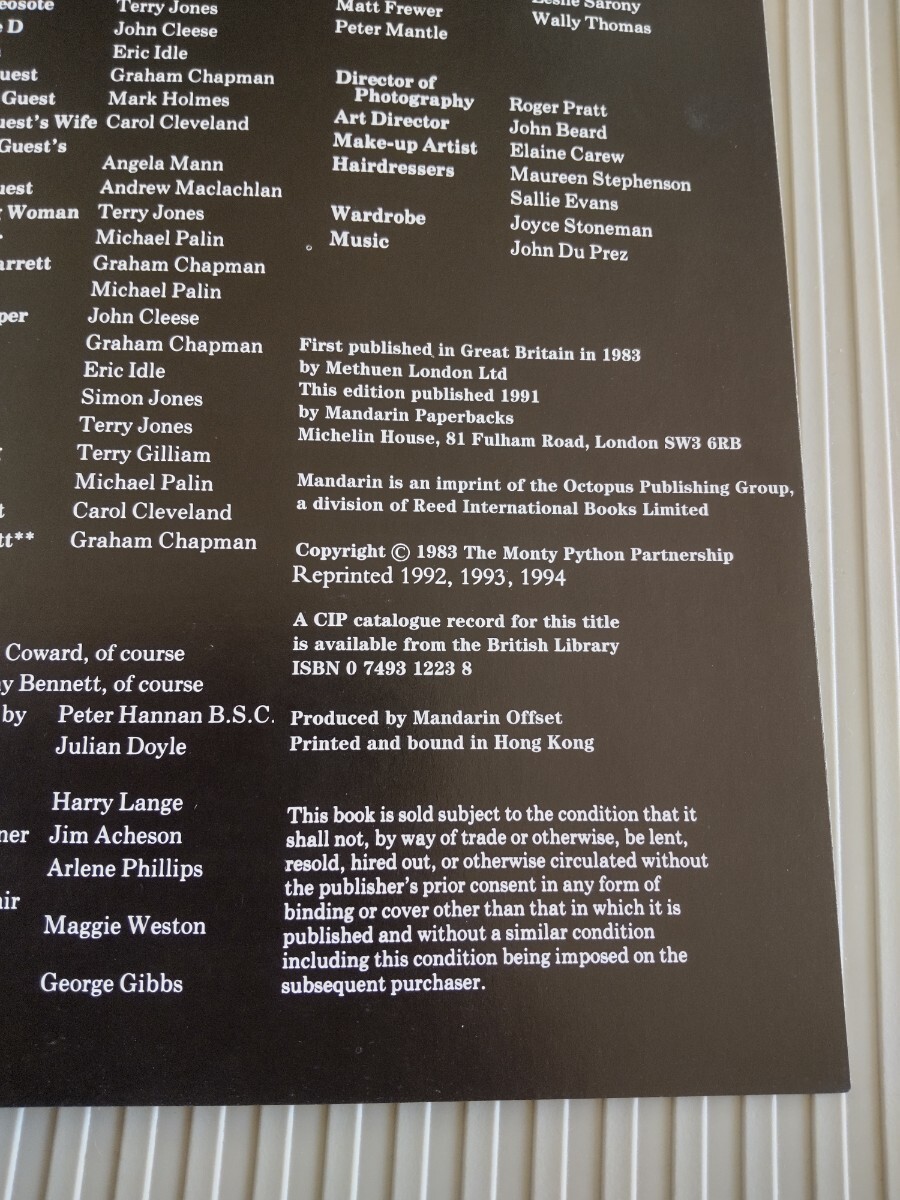 Terry Jones
D John Cleese
Eric Idle
Graham Chapman
Guest Mark Holmes
Wife Carol Cleveland
Guest's
Angela Mann
Andrew Maclachlan
Woman Terry Jones
Michael Palin
Graham Chapman
Michael Palin
John Cleese
Graham Chapman
Eric Idle
Simon Jones
Terry Jones
Terry Gilliam
Michael Palin
Carol Cleveland
Graham Chapman
Coward, of course
Bennett, of course
by Peter Hannan B.S.C.
Julian Doyle
Harry Lange
Jim Acheson
Arlene Phillips
Maggie Weston
George Gibbs
Matt Frewer
Peter Mantle
Leslie Sarony
Wally Thomas
Director of
Photography Roger Pratt
Art Director John Beard
Make-up Artist Elaine Carew
Hairdressers Maureen Stephenson
Sallie Evans
Wardrobe Joyce Stoneman
Music John Du Prez
First published in Great Britain in 1983
by Methuen London Ltd
This edition published 1991
by Mandarin Paperbacks
Michelin House, 81 Fulham Road, London SW3 6RB
Mandarin is an imprint of the Octopus Publishing Group,
a division of Reed International Books Limited
Copyright © 1983 The Monty Python Partnership
Reprinted 1992, 1993, 1994
A CIP catalogue record for this title
is available from the British Library
ISBN 0 7493 1223 8
Produced by Mandarin Offset
Printed and bound in Hong Kong
This book is sold subject to the condition that it
shall not, by way of trade or otherwise, be lent,
resold, hired out, or otherwise circulated without
the publisher's prior consent in any form of
binding or cover other than that in which it is
published and without a similar condition
including this condition being imposed on the
subsequent purchaser.